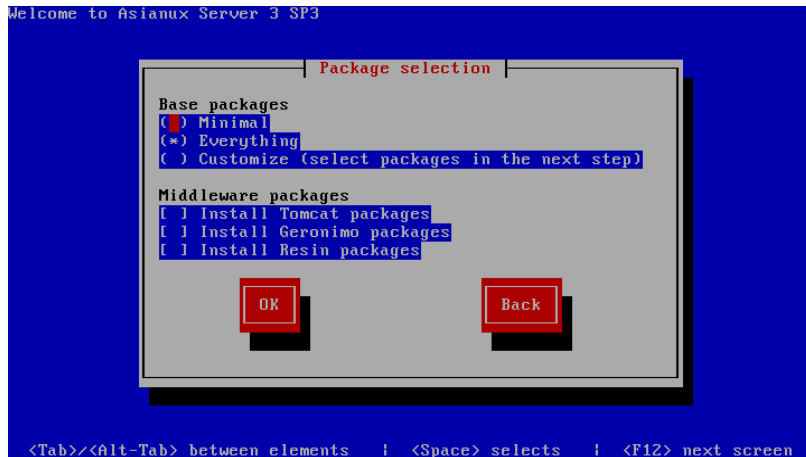 Welcome to Asianux Server 3 SP3
Package selection
Base packages
( ) Minimal
(*) Everything
( ) Customize (select packages in the next step)
Middleware packages
[ ] Install Tomcat packages
[ ] Install Geronimo packages
[ ] Install Resin packages
OK Back
<Tab>/<Alt-Tab> between elements | <Space> selects | <F12> next screen